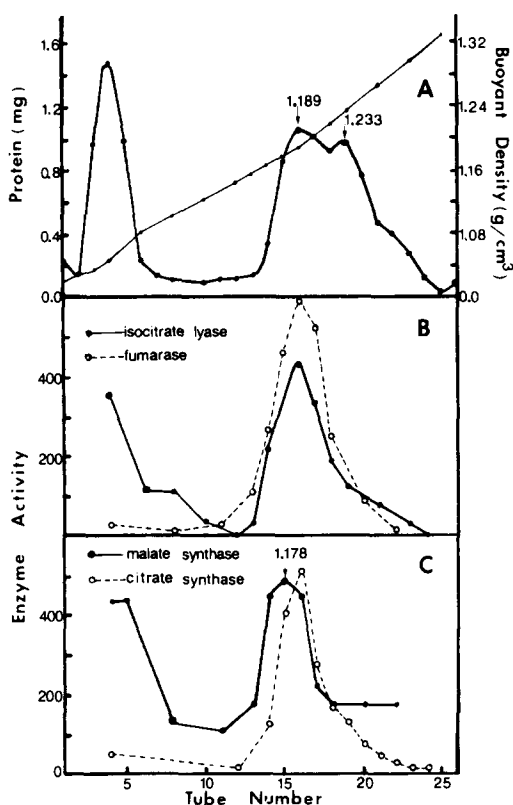 A
Protein (mg)
1.6
1.2
0.8
0.4
0.0
1.189
1.233
Buoyant Density (g/cm³)
1.32
1.24
1.16
1.08
0.0
B
isocitrate lyase
fumarase
400
200
Enzyme Activity
C
malate synthase
citrate synthase
1.178
400
200
0
5
10
15
20
25
Tube Number